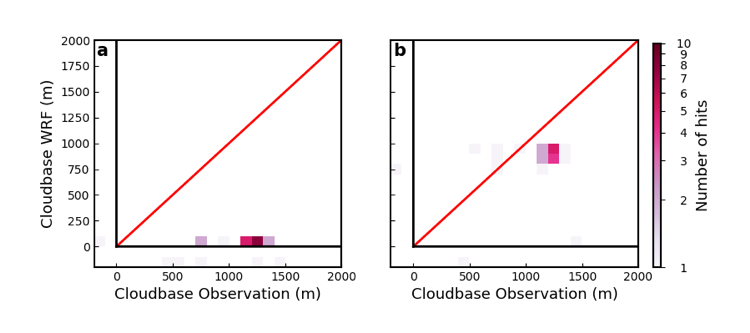 a
b
2000
1750
1500
1250
1000
750
500
250
0
Cloudbase WRF (m)
0 500 1000 1500 2000
0 500 1000 1500 2000
Cloudbase Observation (m)
Cloudbase Observation (m)
10
9
8
7
6
5
4
3
2
1
Number of hits